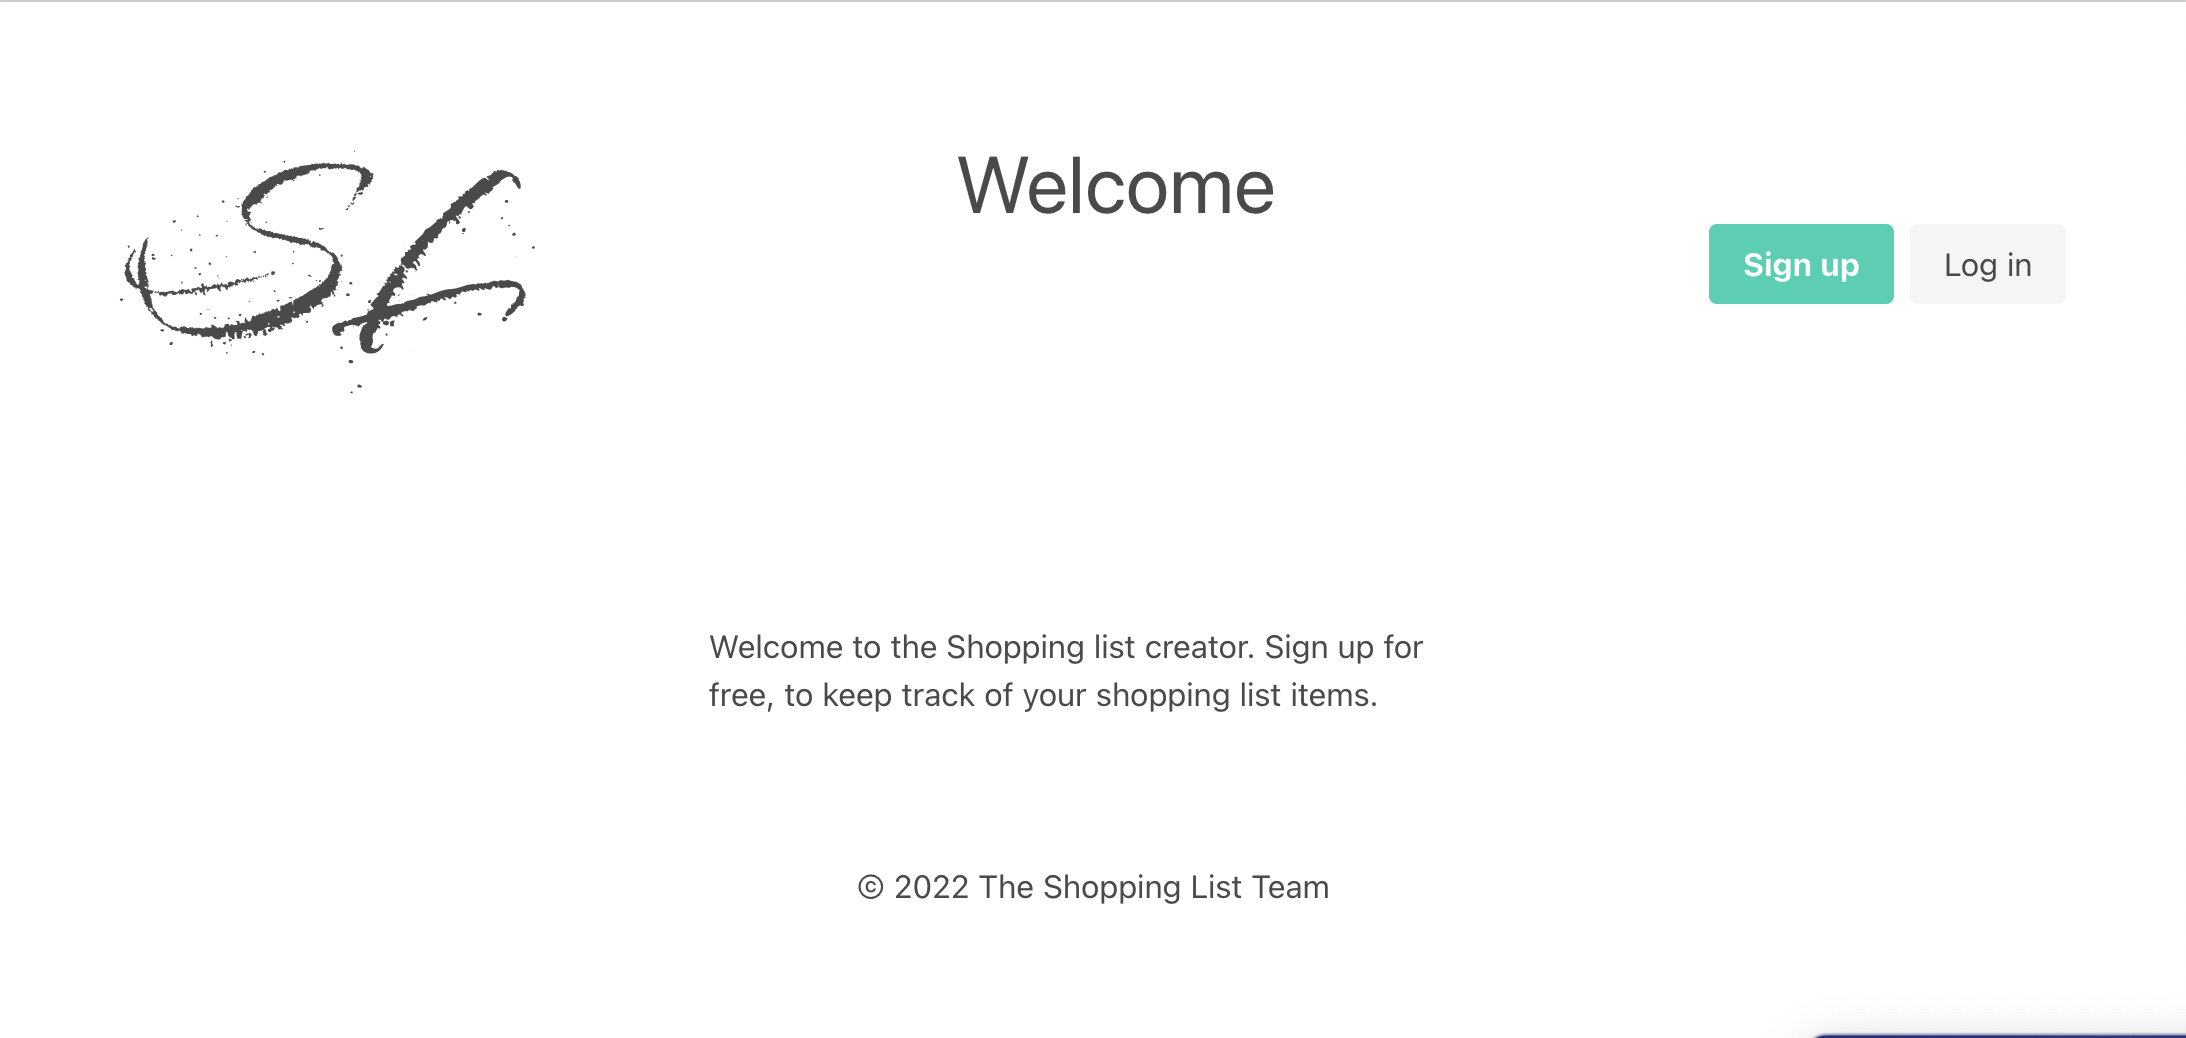 SL
Welcome
Sign up
Log in
Welcome to the Shopping list creator. Sign up for
free, to keep track of your shopping list items.
© 2022 The Shopping List Team